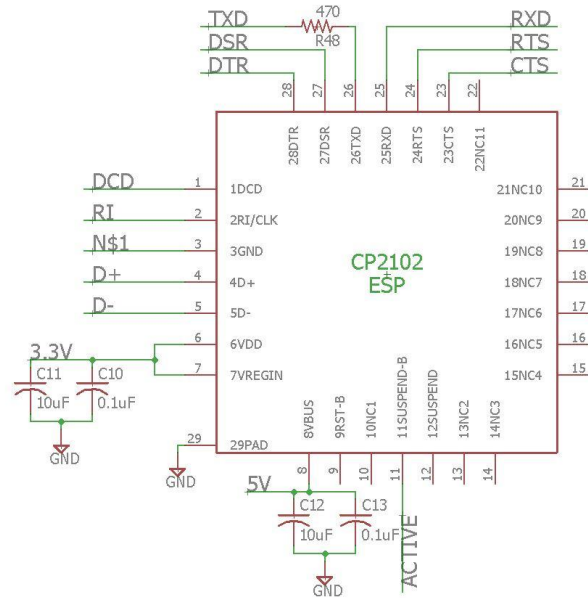 TXD 470 RXD
DSR R48 RTS
DTR CTS
28 27 26 25 24 23 22
28DTR 27DSR 26TXD 25RXD 24RTS 23CTS 22NC11
DCD 1 1DCD 21NC10 21
RI 2 2RI/CLK 20NC9 20
N$1 3 3GND 19NC8 19
D+ 4 4D+ CP2102 18NC7 18
D- 5 5D- ESP 17NC6 17
6 6VDD 16NC5 16
3.3V 7 7VREGIN 15NC4 15
C11 C10
10uF 0.1uF
GND
29 29PAD
GND
8VBUS 9RST-B 10NC1 11SUSPEND-B 12SUSPEND 13NC2 14NC3
8 9 10 11 12 13 14
5V
C12 C13
10uF 0.1uF
ACTIVE
GND